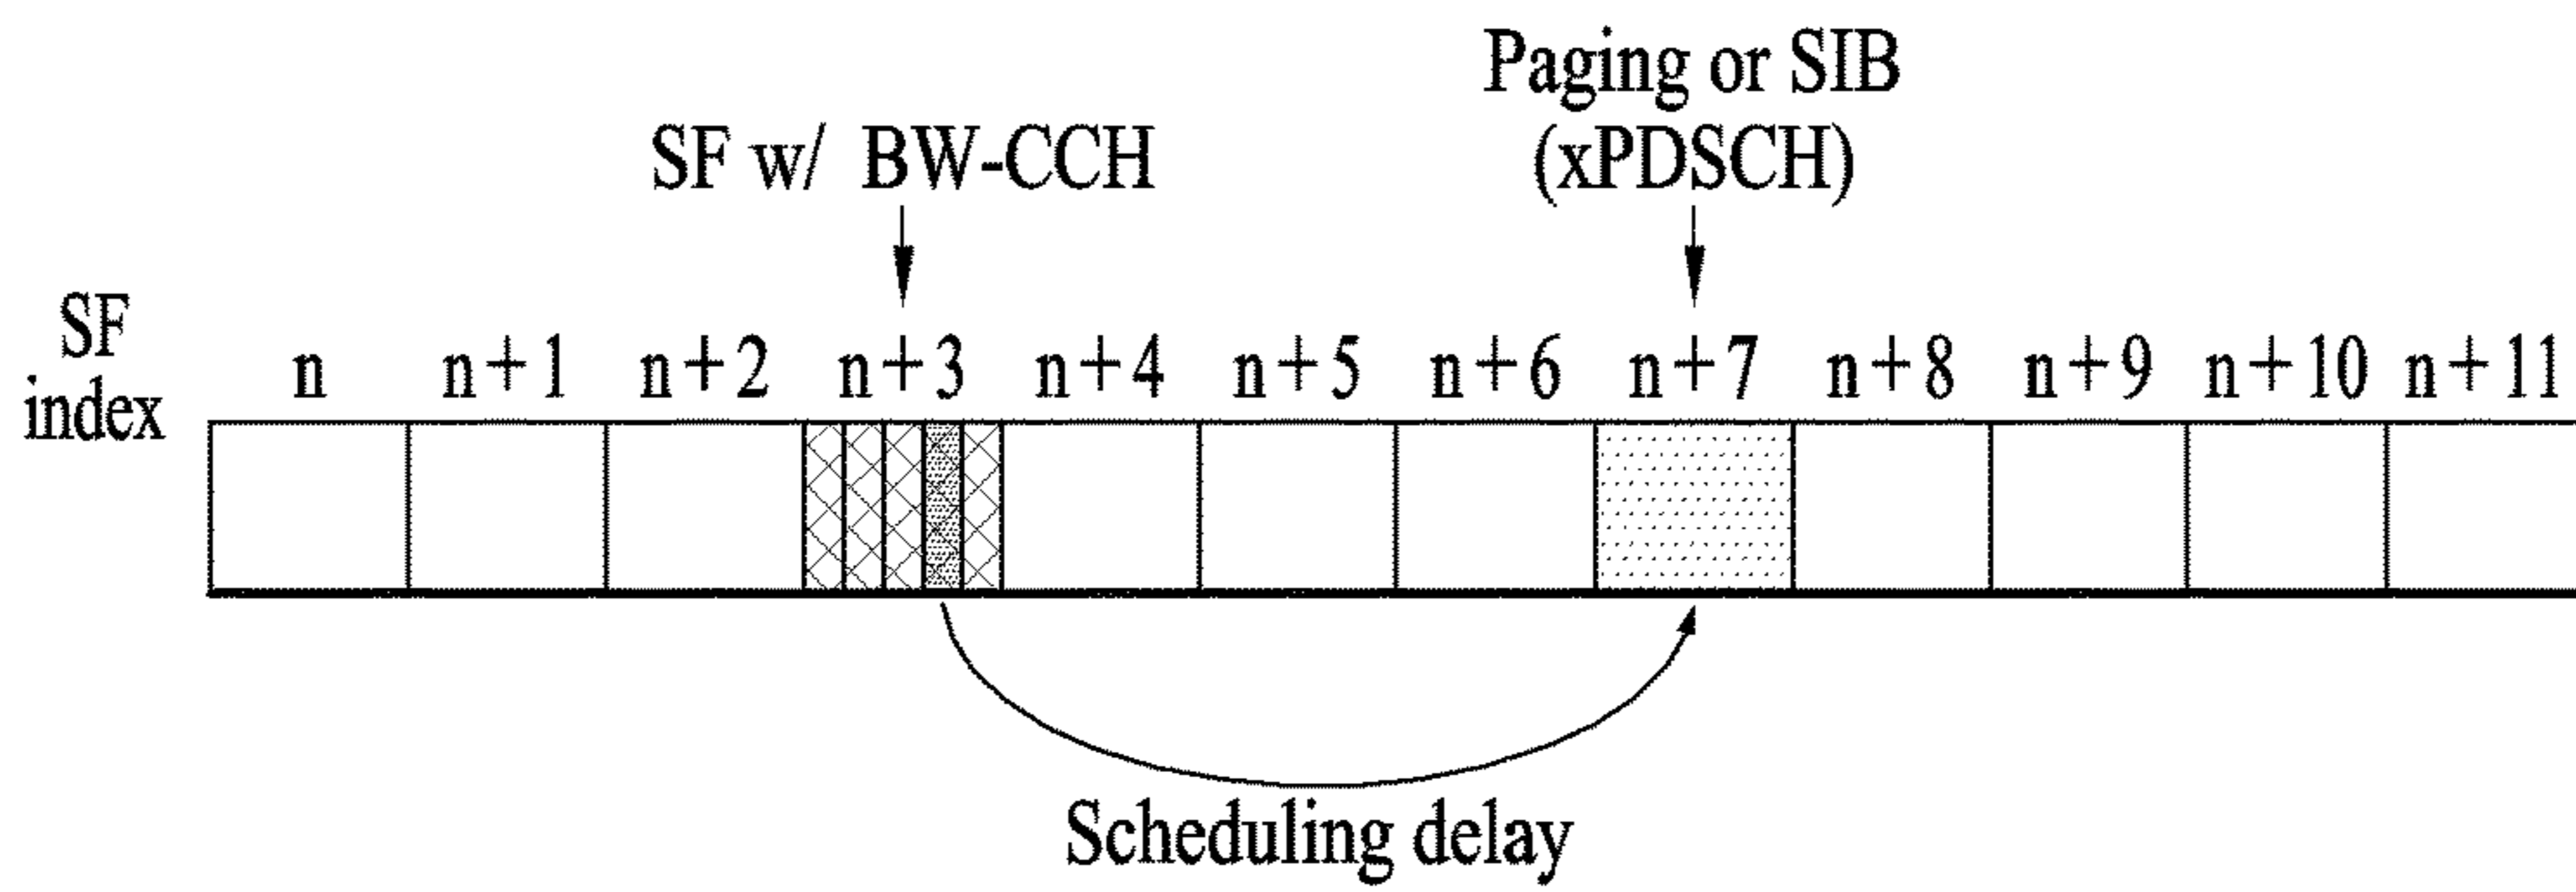 Paging or SIB
(xPDSCH)
SF w/ BW-CCH
SF
index
n n+1 n+2 n+3 n+4 n+5 n+6 n+7 n+8 n+9 n+10 n+11
Scheduling delay